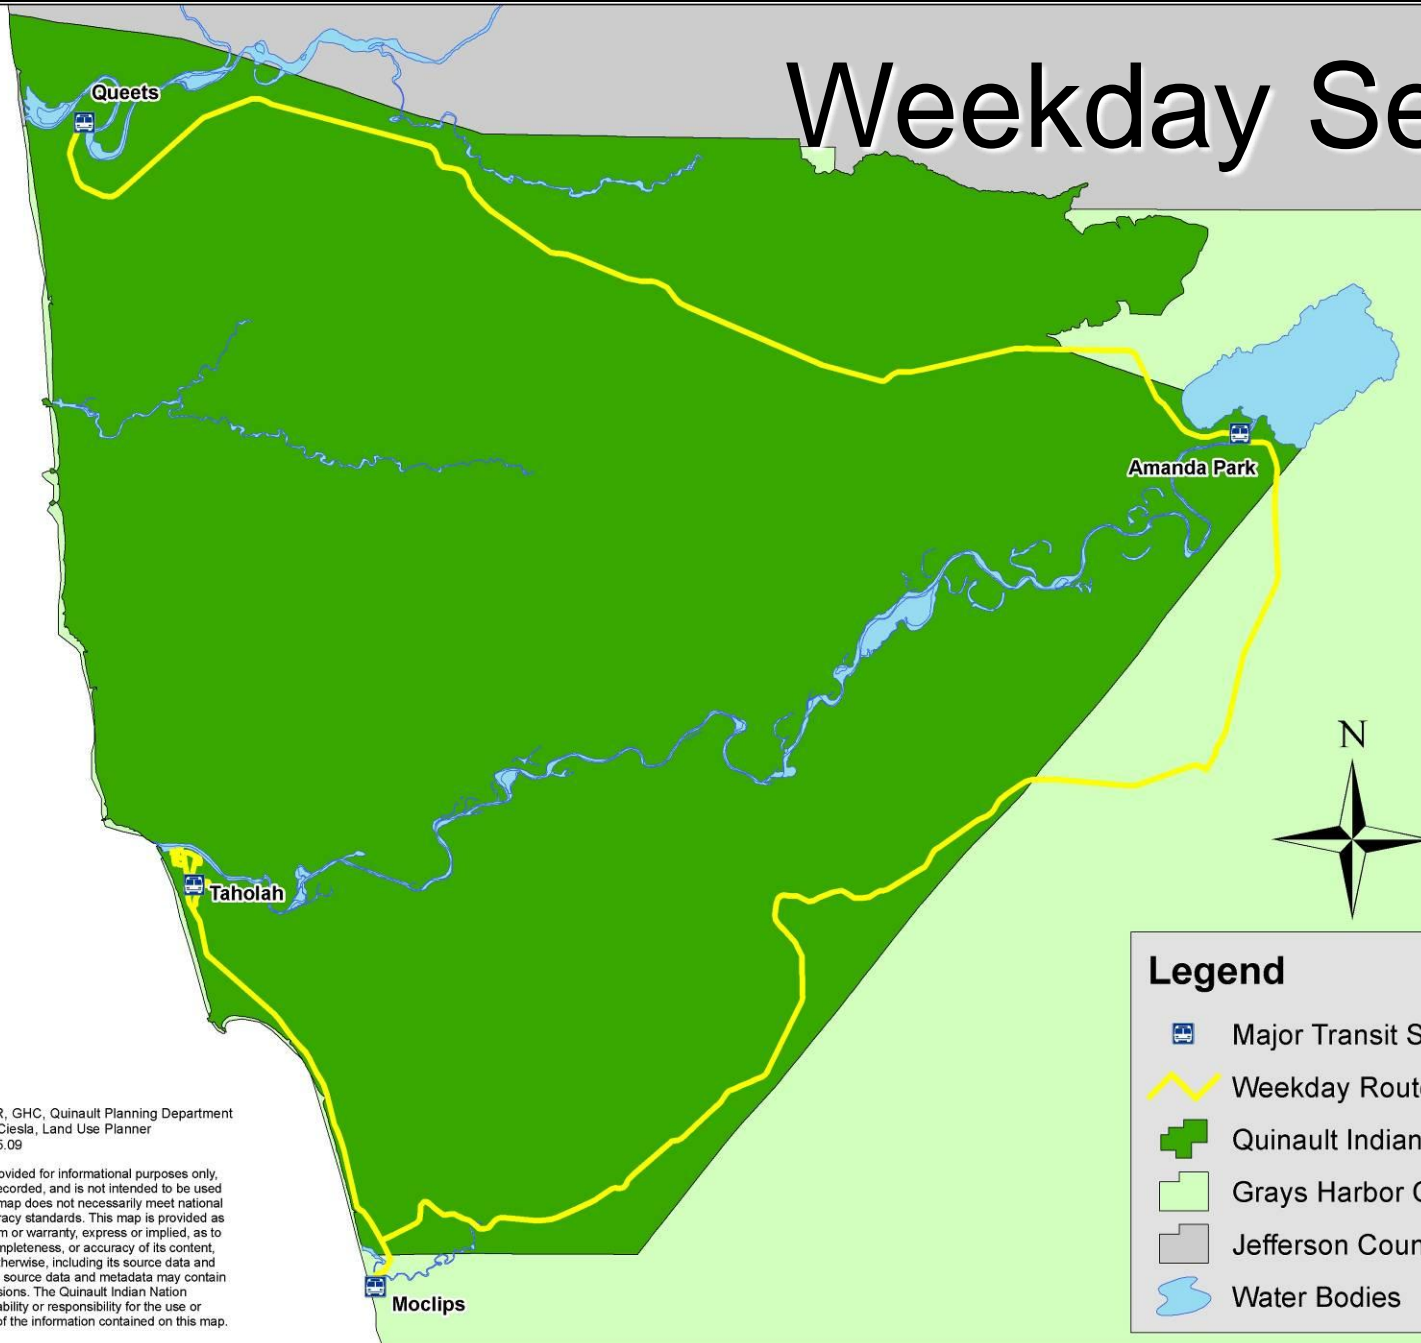 Weekday Se
Queets
Amanda Park
N
Taholah
Legend
Major Transit S
Weekday Rout
Quinault Indian
Grays Harbor
Jefferson Coun
Water Bodies
R, GHC, Quinault Planning Department
Ciesla, Land Use Planner
5.09
ovided for informational purposes only,
ecorded, and is not intended to be used
map does not necessarily meet national
racy standards. This map is provided as
m or warranty, express or implied, as to
mpleteness, or accuracy of its content,
therwise, including its source data and
source data and metadata may contain
sions. The Quinault Indian Nation
ability or responsibility for the use or
of the information contained on this map.
Moclips